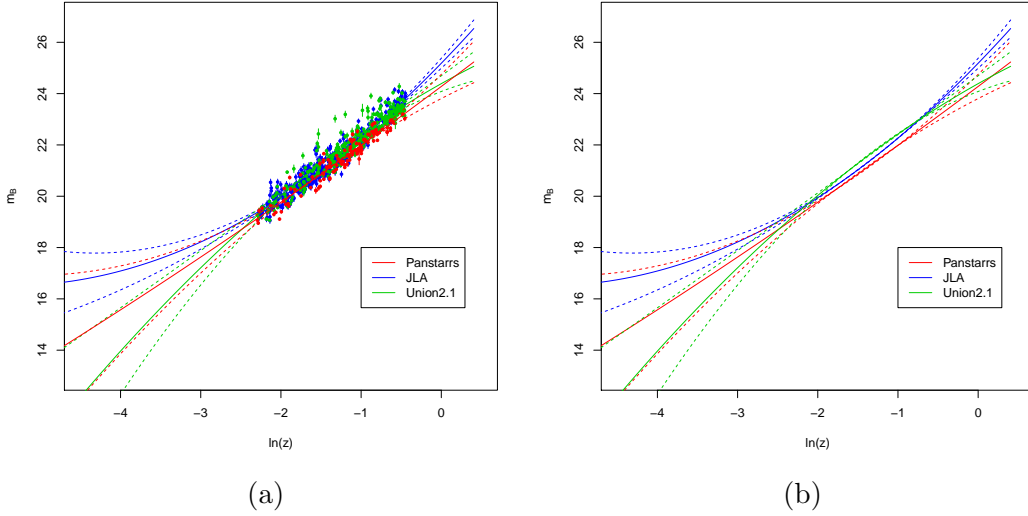 26
24
22
20
18
16
14
m_B
Panstarrs
JLA
Union2.1
−4
−3
−2
−1
0
ln(z)
(a)
26
24
22
20
18
16
14
m_B
Panstarrs
JLA
Union2.1
−4
−3
−2
−1
0
ln(z)
(b)